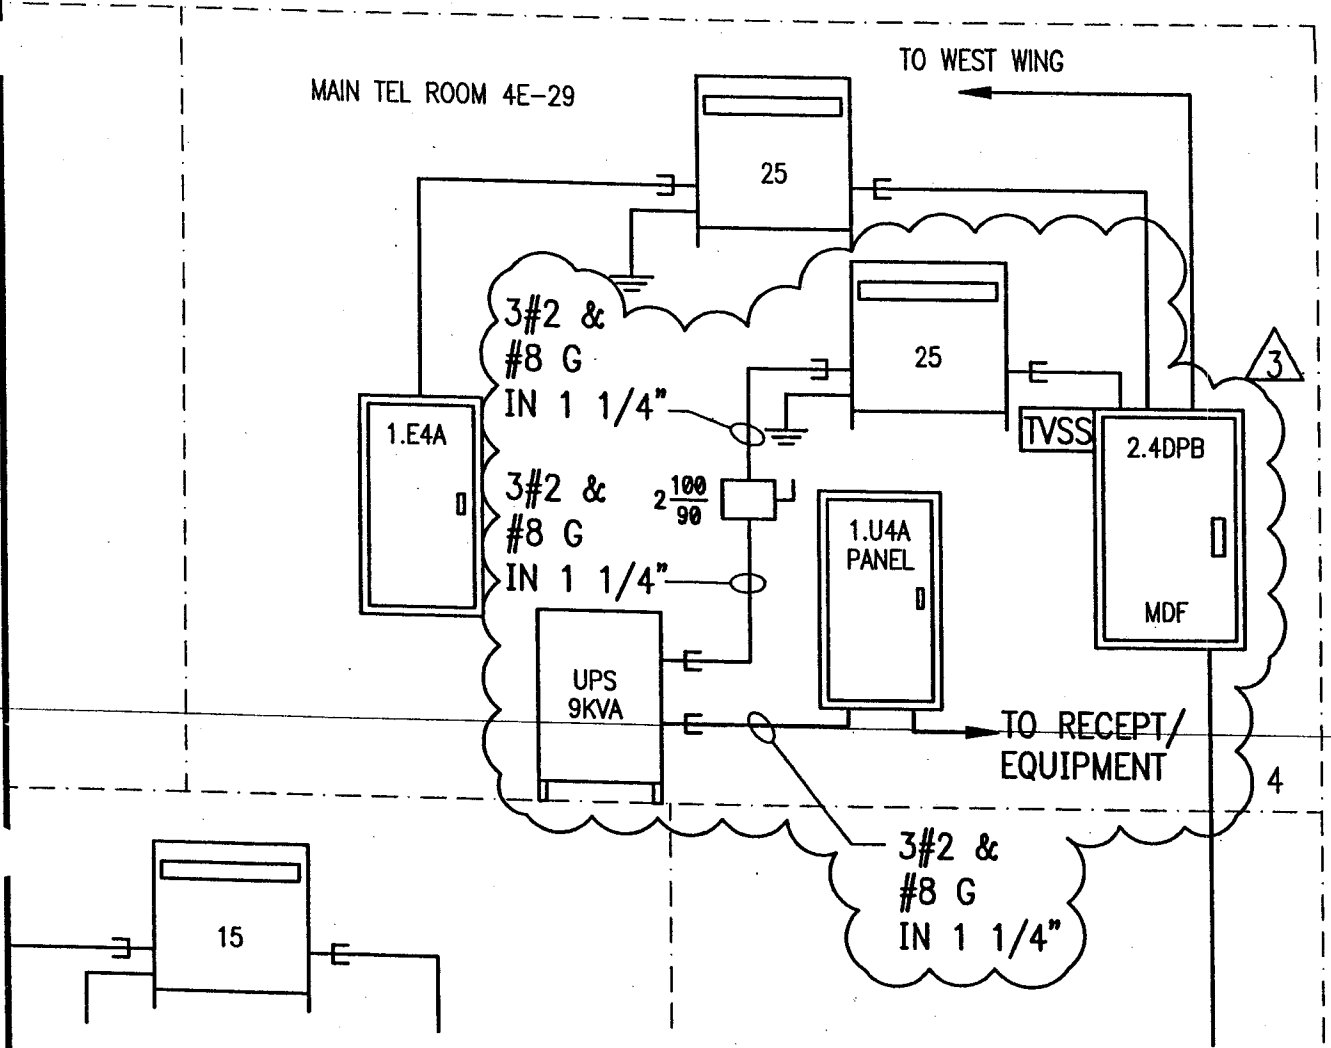 TO WEST WING
MAIN TEL ROOM 4E-29
25
3#2 &
#8 G
IN 1 1/4"
25
3
1.E4A
TVSS
2.4DPB
MDF
3#2 &
#8 G
IN 1 1/4"
2 100/90
1.U4A
PANEL
UPS
9KVA
TO RECEPT/
EQUIPMENT
4
3#2 &
#8 G
IN 1 1/4"
15